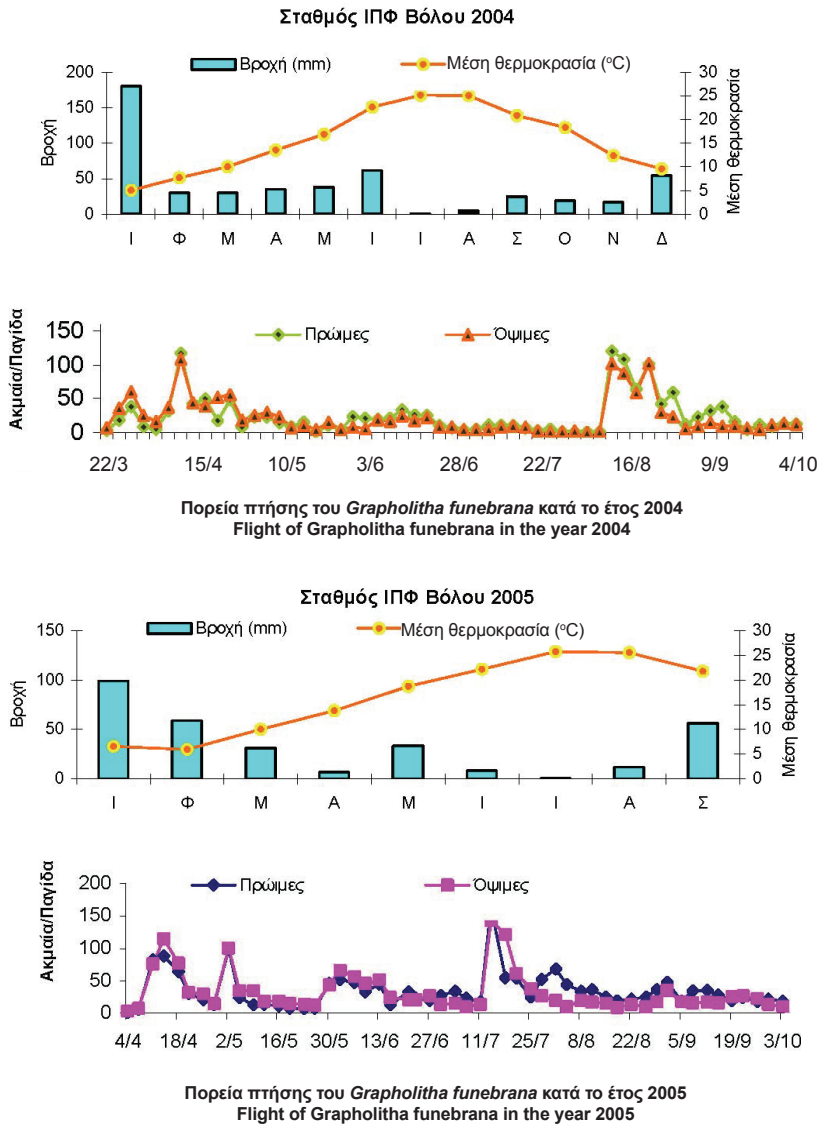 Σταθμός ΙΠΦ Βόλου 2004
Βροχή (mm) Μέση θερμοκρασία (°C)
200 150 100 50 0
Βροχή
30 25 20 15 10 5 0
Μέση θερμοκρασία
Ι Φ Μ Α Μ Ι Ι Α Σ Ο Ν Δ
Πρώιμες Όψιμες
150 100 50 0
Ακμαία/Παγίδα
22/3 15/4 10/5 3/6 28/6 22/7 16/8 9/9 4/10
Πορεία πτήσης του Grapholitha funebrana κατά το έτος 2004
Flight of Grapholitha funebrana in the year 2004
Σταθμός ΙΠΦ Βόλου 2005
Βροχή (mm) Μέση θερμοκρασία (°C)
150 100 50 0
Βροχή
30 25 20 15 10 5 0
Μέση θερμοκρασία
Ι Φ Μ Α Μ Ι Ι Α Σ
Πρώιμες Όψιμες
200 150 100 50 0
Ακμαία/Παγίδα
4/4 18/4 2/5 16/5 30/5 13/6 27/6 11/7 25/7 8/8 22/8 5/9 19/9 3/10
Πορεία πτήσης του Grapholitha funebrana κατά το έτος 2005
Flight of Grapholitha funebrana in the year 2005